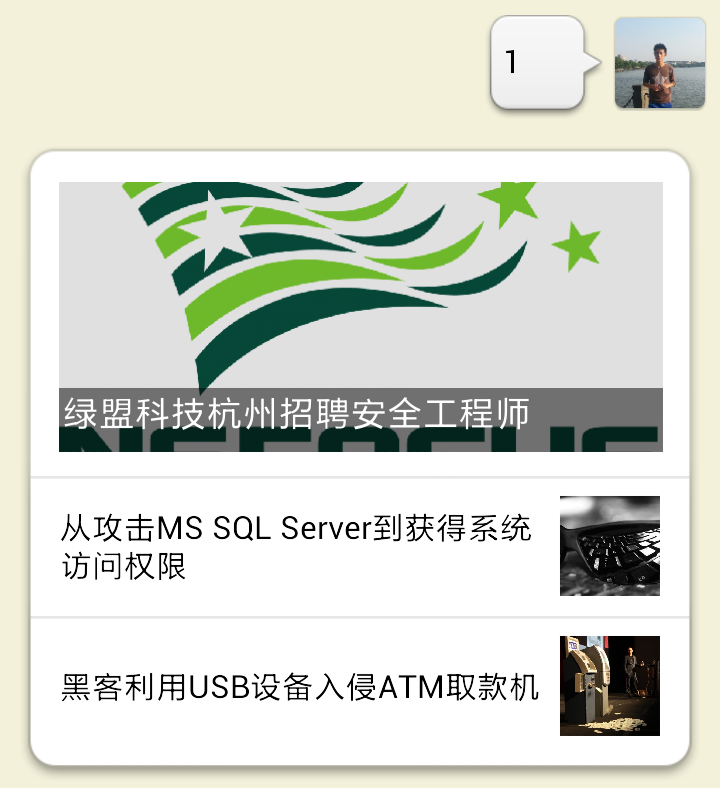 1
绿盟科技杭州招聘安全工程师
NSFOCUS
从攻击MS SQL Server到获得系统
访问权限
黑客利用USB设备入侵ATM取款机